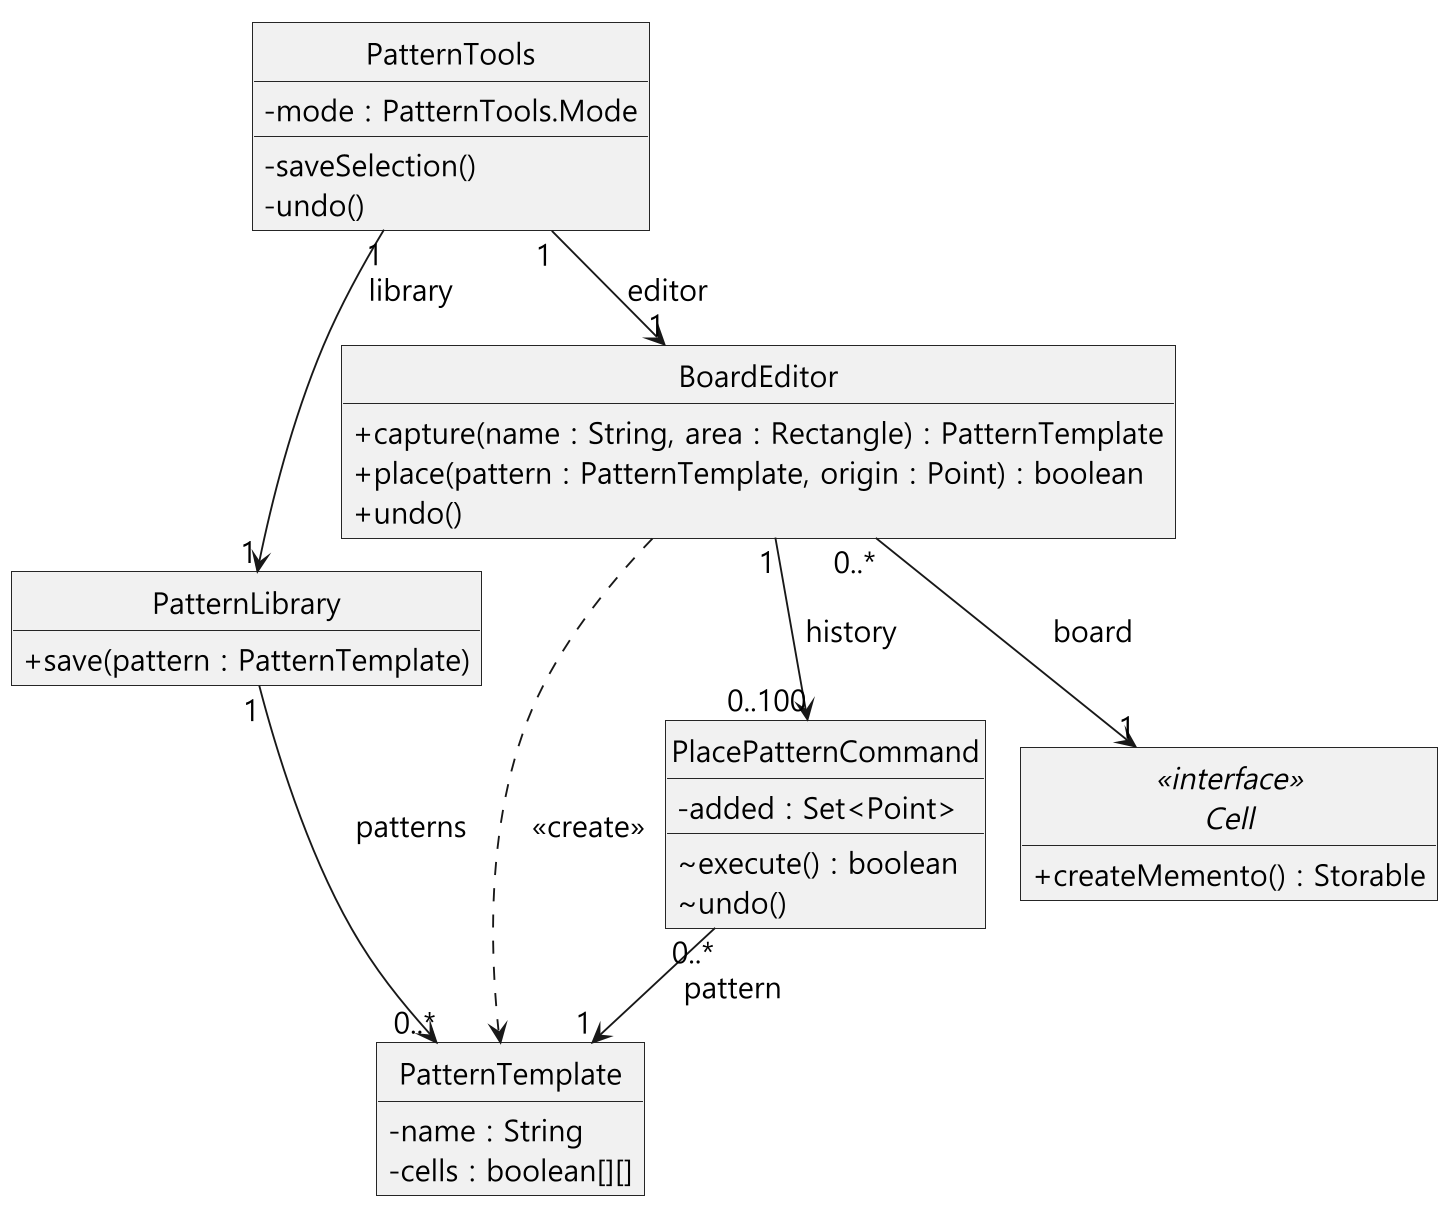 PatternTools
-mode : PatternTools.Mode
-saveSelection()
-undo()
1
library
1
editor
1
BoardEditor
+capture(name : String, area : Rectangle) : PatternTemplate
+place(pattern : PatternTemplate, origin : Point) : boolean
+undo()
1
PatternLibrary
+save(pattern : PatternTemplate)
1
0..*
history
board
0..100
1
1
patterns
«create»
PlacePatternCommand
-added : Set<Point>
~execute() : boolean
~undo()
«interface»
Cell
+createMemento() : Storable
0..*
pattern
0..*
1
PatternTemplate
-name : String
-cells : boolean[][]